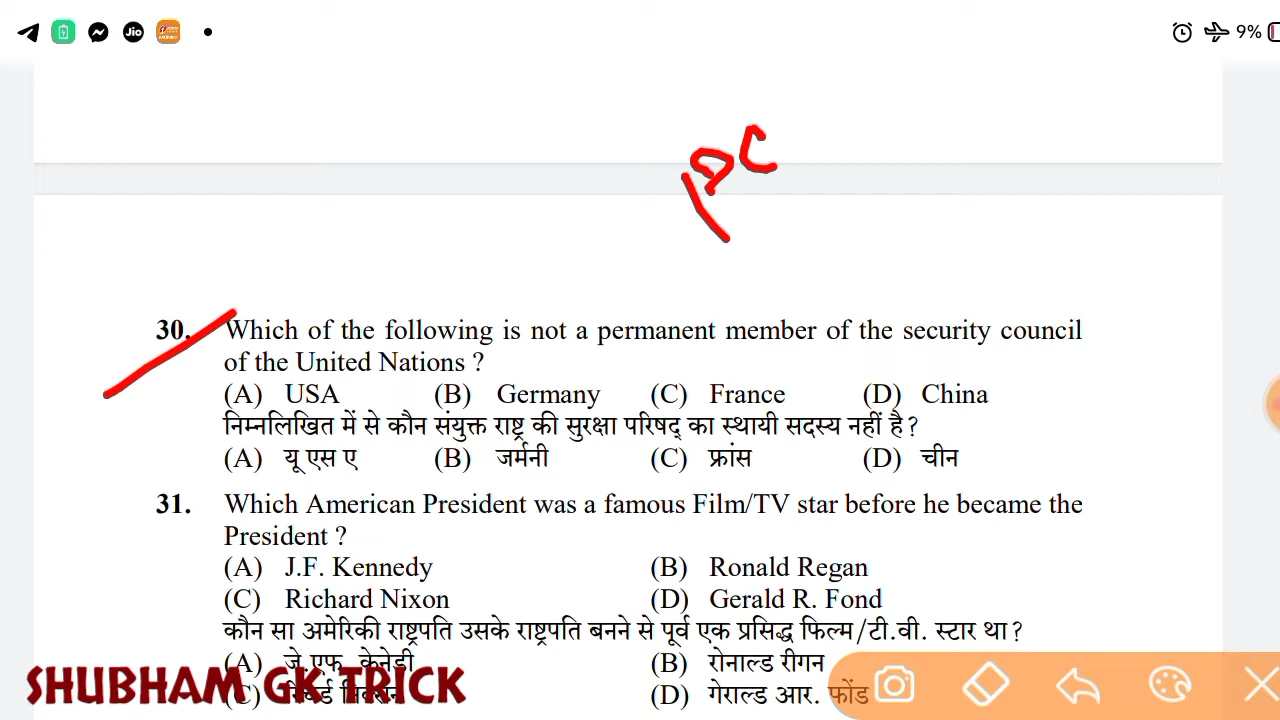 Jio
9%
30. Which of the following is not a permanent member of the security council
of the United Nations ?
(A) USA (B) Germany (C) France (D) China
निम्नलिखित में से कौन संयुक्त राष्ट्र की सुरक्षा परिषद् का स्थायी सदस्य नहीं है ?
(A) यू एस ए (B) जर्मनी (C) फ्रांस (D) चीन
31. Which American President was a famous Film/TV star before he became the
President ?
(A) J.F. Kennedy (B) Ronald Regan
(C) Richard Nixon (D) Gerald R. Fond
कौन सा अमेरिकी राष्ट्रपति उसके राष्ट्रपति बनने से पूर्व एक प्रसिद्ध फिल्म/टी.वी. स्टार था ?
(A) जे.एफ. केनेडी (B) रोनाल्ड रीगन
SHUBHAM GK TRICK
(C) (D) गेराल्ड आर. फोंड